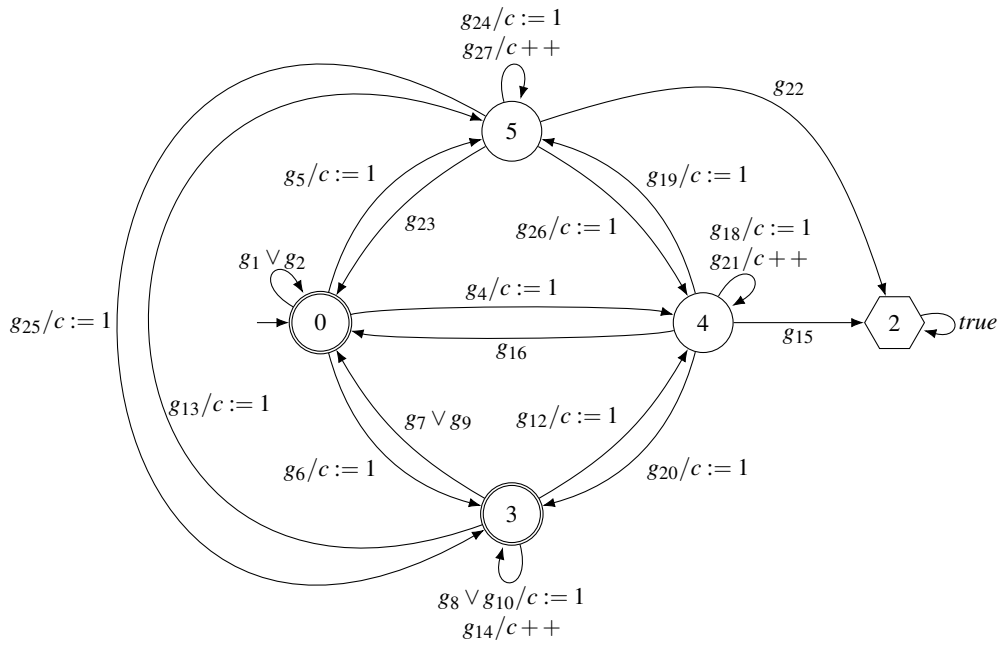 g₂₄/c := 1
g₂₇/c++
g₂₂
5
g₅/c := 1
g₁₉/c := 1
g₂₃
g₂₆/c := 1
g₁₈/c := 1
g₂₁/c++
g₁ ∨ g₂
g₄/c := 1
g₂₅/c := 1
0
4
2
true
g₁₅
g₁₆
g₁₃/c := 1
g₇ ∨ g₉
g₁₂/c := 1
g₆/c := 1
g₂₀/c := 1
3
g₈ ∨ g₁₀/c := 1
g₁₄/c++